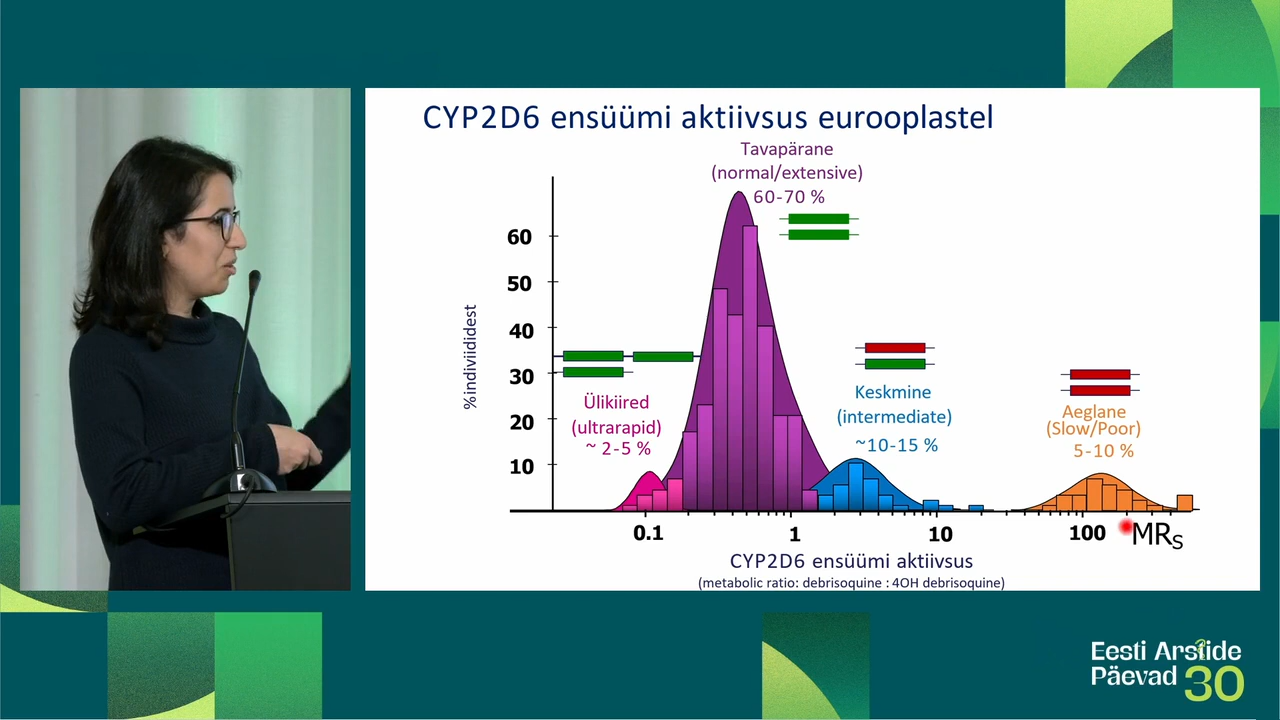 CYP2D6 ensüümi aktiivsus eurooplastel
Tavapärane
(normal/extensive)
60-70 %
60
50
40
30
20
10
%indiviididest
Ülikiired
(ultrarapid)
~ 2-5 %
Keskmine
(intermediate)
~10-15 %
Aeglane
(Slow/Poor)
5-10 %
0.1
1
10
100
MRS
CYP2D6 ensüümi aktiivsus
(metabolic ratio: debrisoquine : 4OH debrisoquine)
Eesti Arstide
Päevad 30